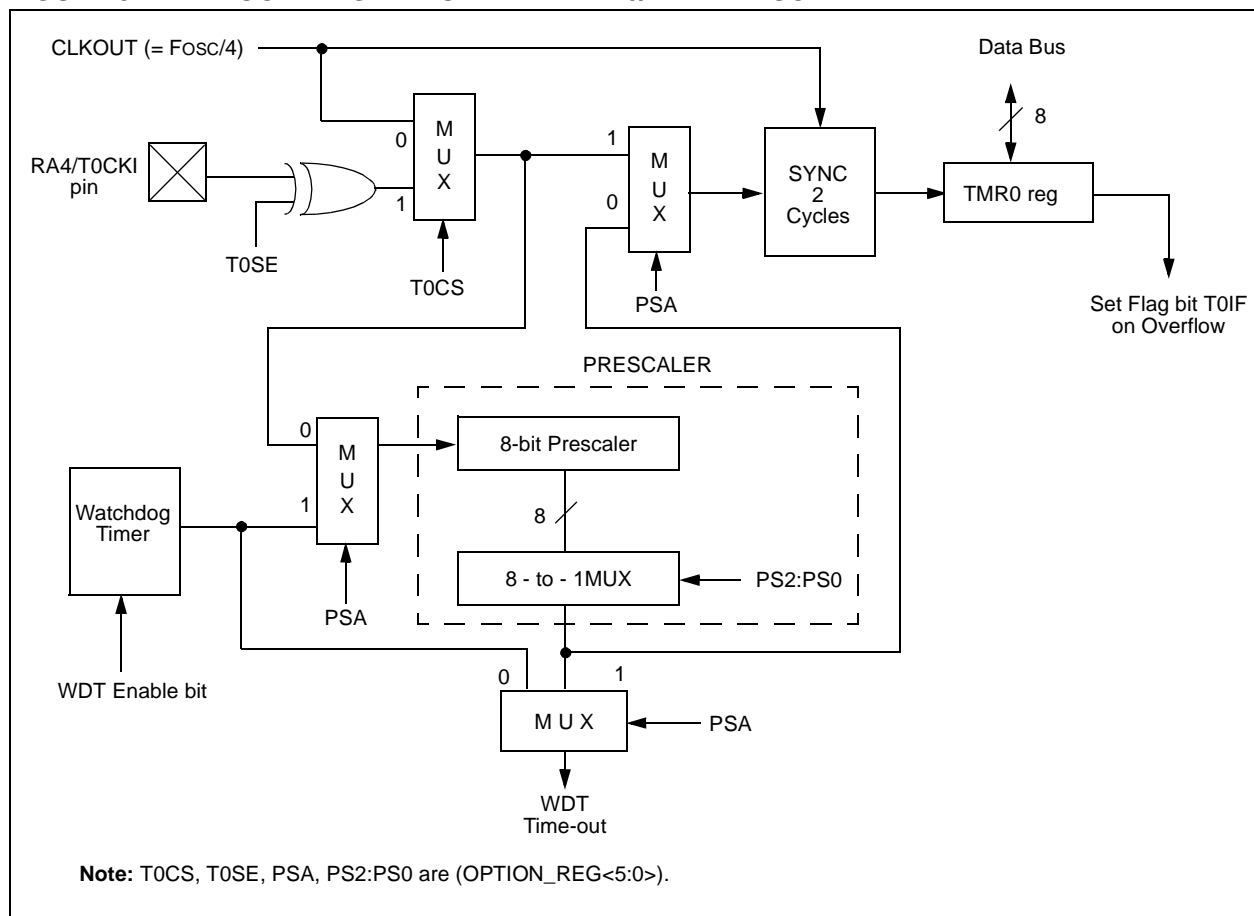 CLKOUT (= FOSC/4)
Data Bus
8
M
U
X
0
1
RA4/T0CKI
pin
T0SE
T0CS
1
0
M
U
X
PSA
SYNC
2
Cycles
TMR0 reg
Set Flag bit T0IF
on Overflow
PRESCALER
0
1
M
U
X
8-bit Prescaler
8
Watchdog
Timer
PSA
8 - to - 1MUX
PS2:PS0
WDT Enable bit
0
1
M U X
PSA
WDT
Time-out
Note: T0CS, T0SE, PSA, PS2:PS0 are (OPTION_REG<5:0>).